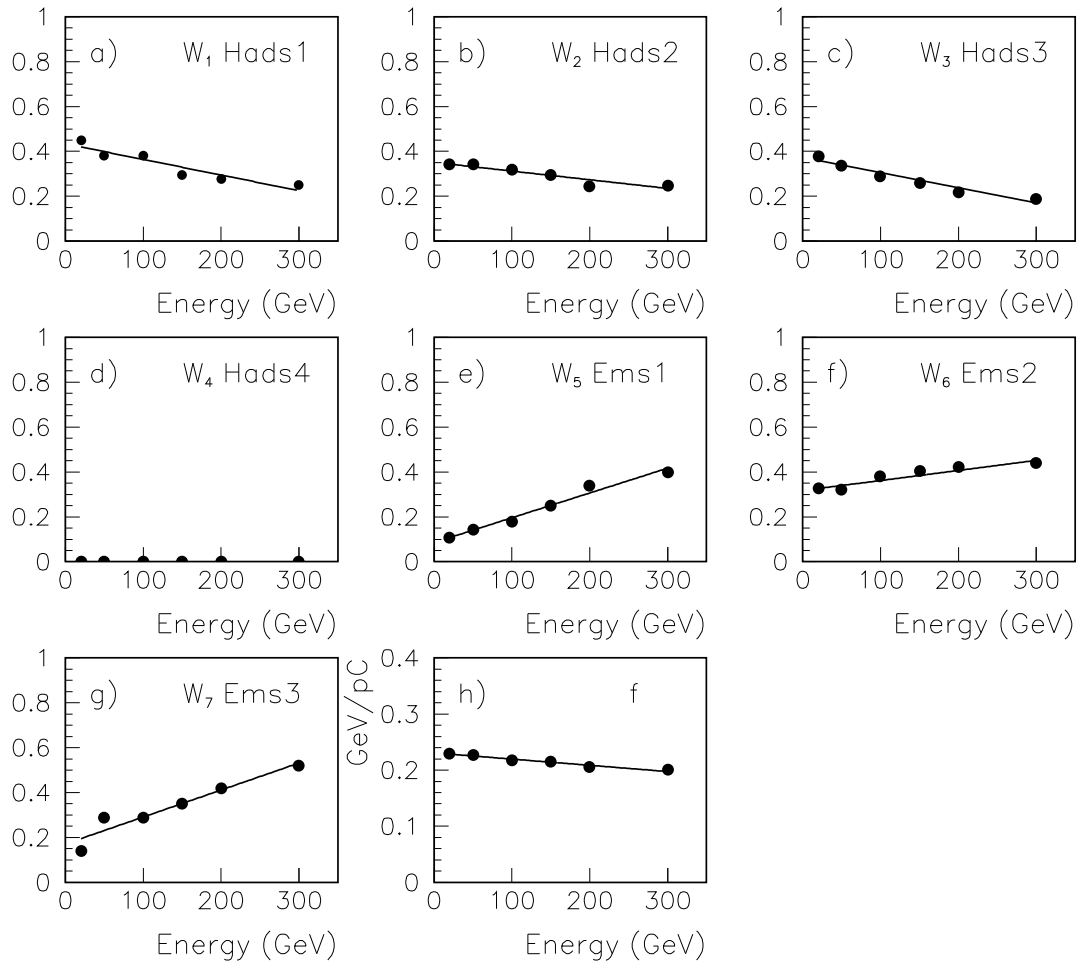 a) W₁ Hads1
1
0.8
0.6
0.4
0.2
0
0 100 200 300
Energy (GeV)
b) W₂ Hads2
1
0.8
0.6
0.4
0.2
0
0 100 200 300
Energy (GeV)
c) W₃ Hads3
1
0.8
0.6
0.4
0.2
0
0 100 200 300
Energy (GeV)
d) W₄ Hads4
1
0.8
0.6
0.4
0.2
0
0 100 200 300
Energy (GeV)
e) W₅ Ems1
1
0.8
0.6
0.4
0.2
0
0 100 200 300
Energy (GeV)
f) W₆ Ems2
1
0.8
0.6
0.4
0.2
0
0 100 200 300
Energy (GeV)
g) W₇ Ems3
1
0.8
0.6
0.4
0.2
0
0 100 200 300
Energy (GeV)
h) f
GeV/pC
0.4
0.3
0.2
0.1
0
0 100 200 300
Energy (GeV)